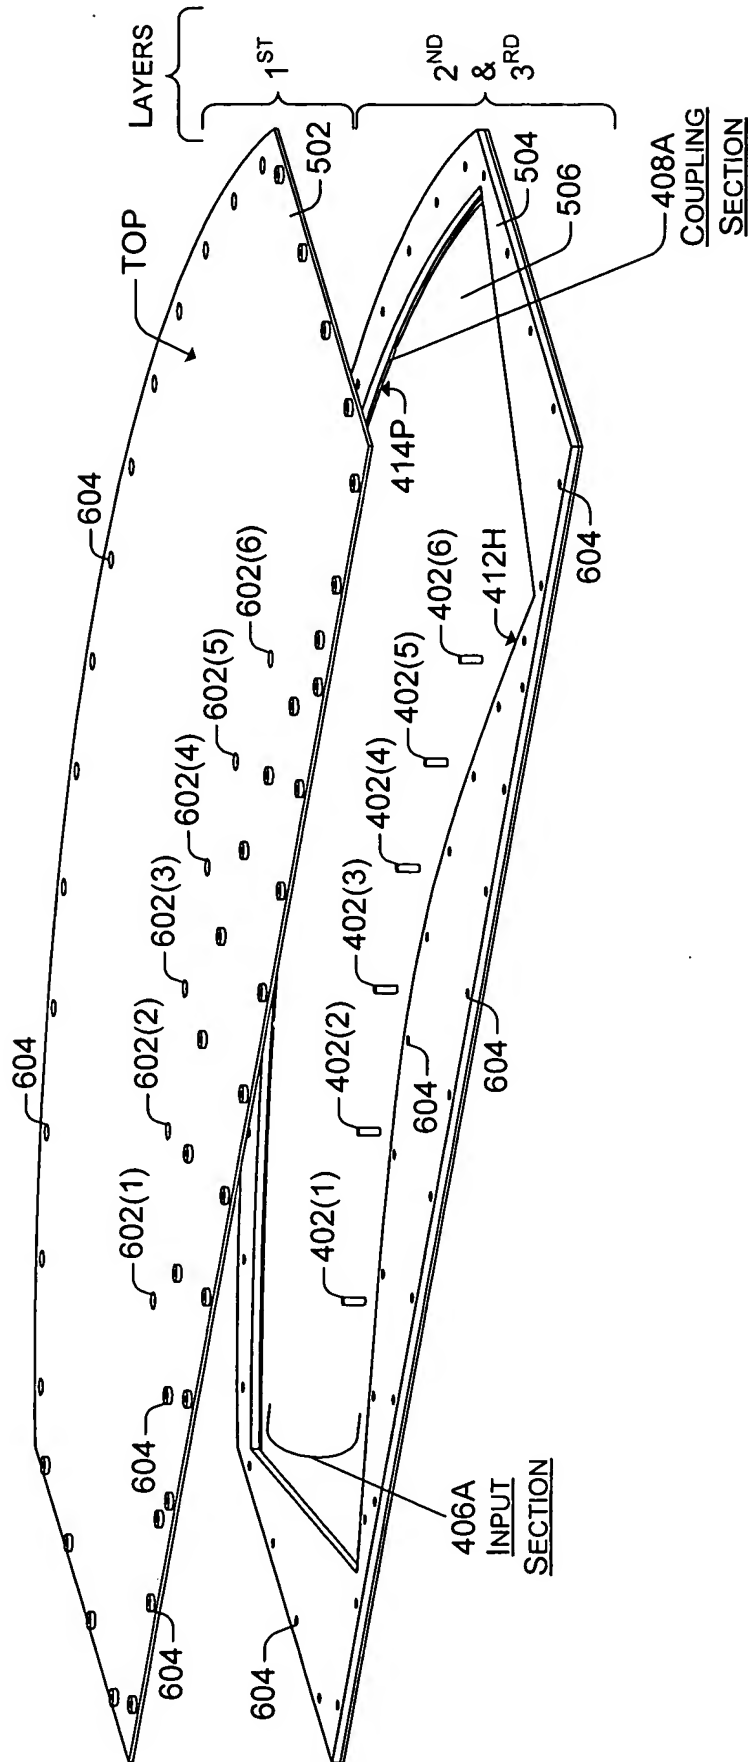 LAYERS
1ST
2ND
&
3RD
TOP
502
504
506
408A
COUPLING
SECTION
414P
604
604
602(1)
602(2)
602(3)
602(4)
602(5)
602(6)
412H
402(1)
402(2)
402(3)
402(4)
402(5)
402(6)
604
604
604
604
604
604
406A
INPUT
SECTION